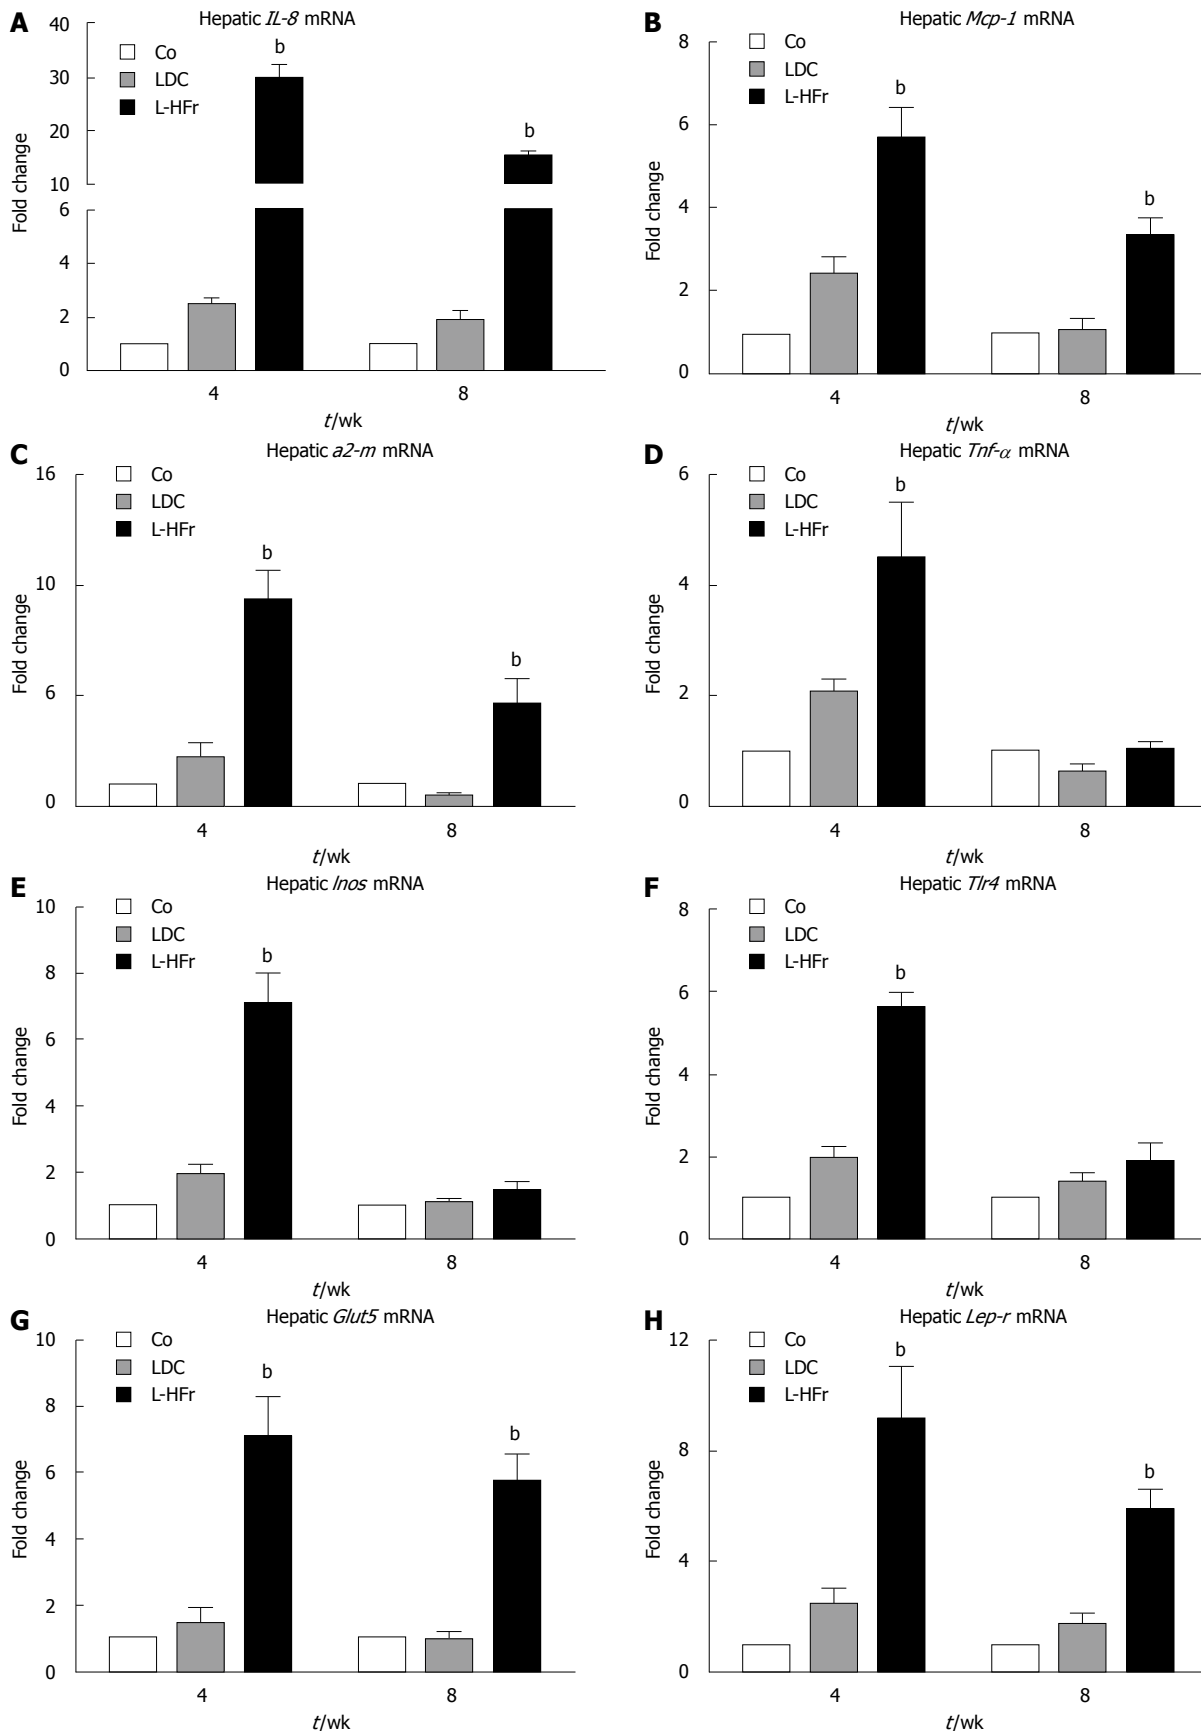 A
Hepatic IL-8 mRNA
Co
LDC
L-HFr
Fold change
40
30
20
10
6
4
2
0
b
b
4
8
t/wk
B
Hepatic Mcp-1 mRNA
Co
LDC
L-HFr
Fold change
8
6
4
2
0
b
b
4
8
t/wk
C
Hepatic a2-m mRNA
Co
LDC
L-HFr
Fold change
16
10
6
0
b
b
4
8
t/wk
D
Hepatic Tnf-α mRNA
Co
LDC
L-HFr
Fold change
6
4
2
0
b
4
8
t/wk
E
Hepatic Inos mRNA
Co
LDC
L-HFr
Fold change
10
8
6
4
2
0
b
4
8
t/wk
F
Hepatic Tlr4 mRNA
Co
LDC
L-HFr
Fold change
8
6
4
2
0
b
4
8
t/wk
G
Hepatic Glut5 mRNA
Co
LDC
L-HFr
Fold change
10
8
6
4
2
0
b
b
4
8
t/wk
H
Hepatic Lep-r mRNA
Co
LDC
L-HFr
Fold change
12
8
4
0
b
b
4
8
t/wk